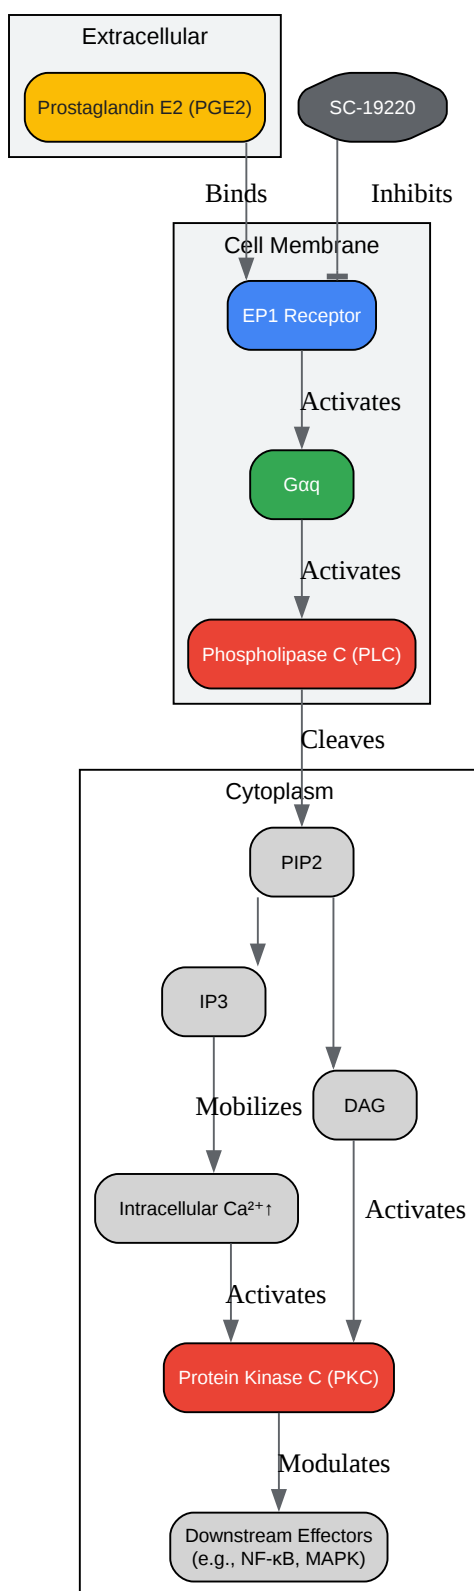 Extracellular
Prostaglandin E2 (PGE2)
SC-19220
Binds
Inhibits
Cell Membrane
EP1 Receptor
Activates
Gαq
Activates
Phospholipase C (PLC)
Cleaves
Cytoplasm
PIP2
IP3
Mobilizes
DAG
Intracellular Ca²⁺↑
Activates
Activates
Protein Kinase C (PKC)
Modulates
Downstream Effectors
(e.g., NF-κB, MAPK)